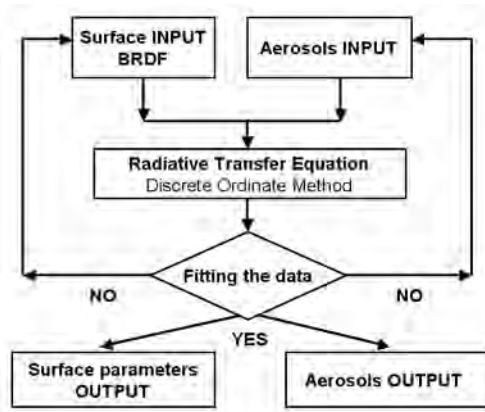 Surface INPUT
BRDF
Aerosols INPUT
Radiative Transfer Equation
Discrete Ordinate Method
Fitting the data
NO
NO
YES
Surface parameters
OUTPUT
Aerosols OUTPUT